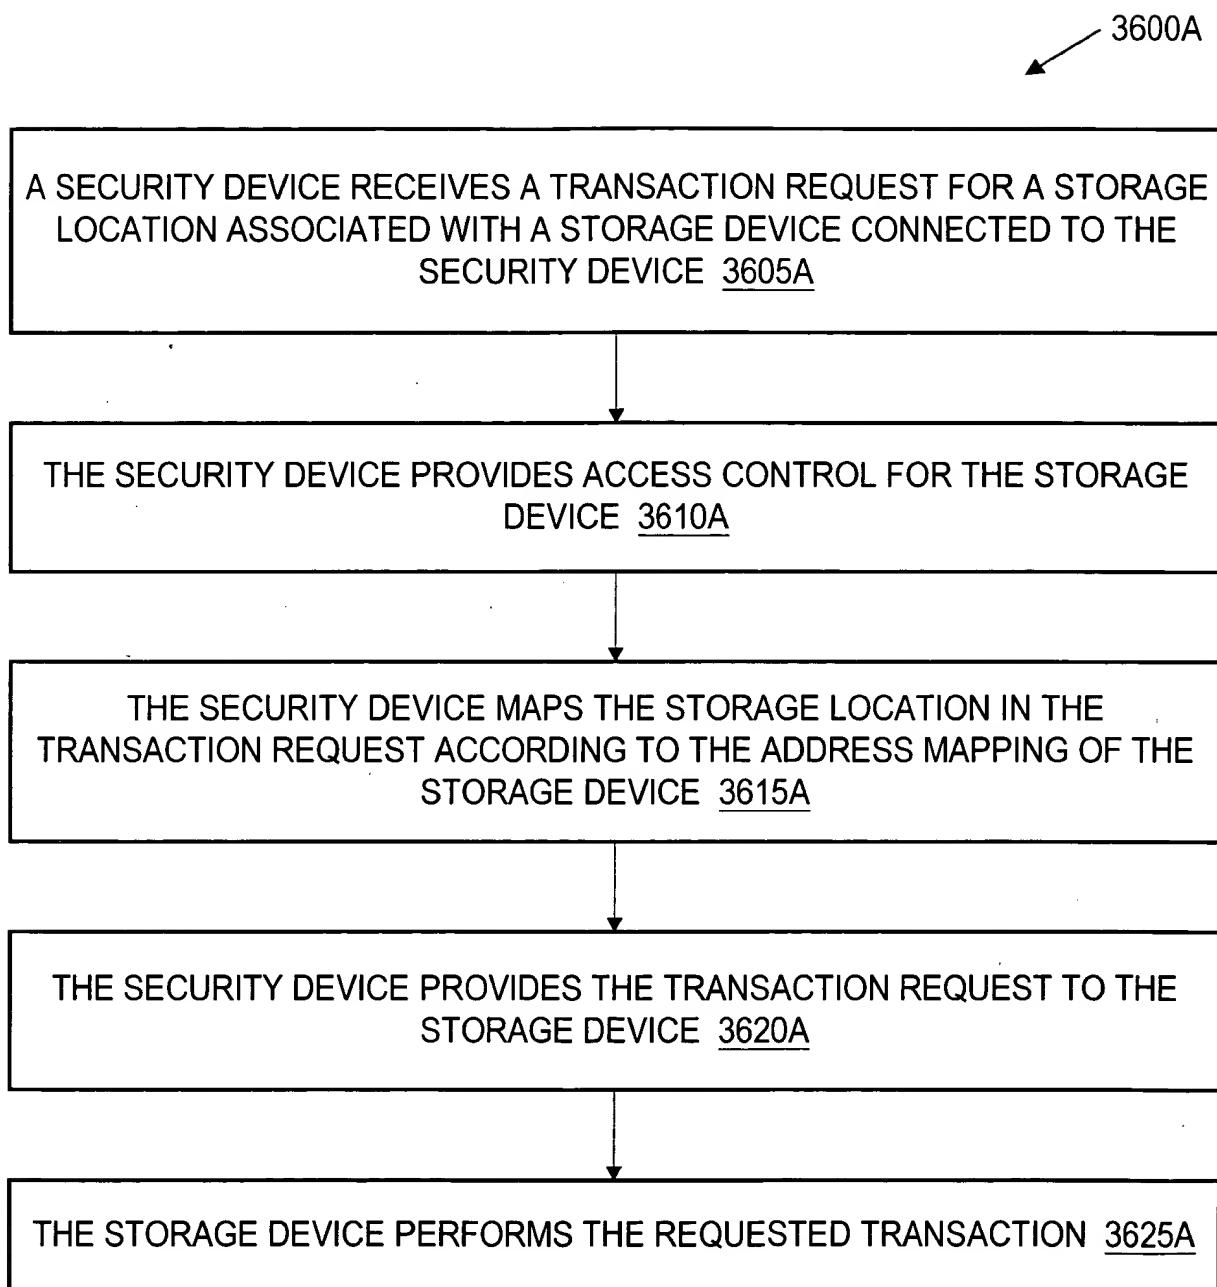 3600A
A SECURITY DEVICE RECEIVES A TRANSACTION REQUEST FOR A STORAGE
LOCATION ASSOCIATED WITH A STORAGE DEVICE CONNECTED TO THE
SECURITY DEVICE 3605A
THE SECURITY DEVICE PROVIDES ACCESS CONTROL FOR THE STORAGE
DEVICE 3610A
THE SECURITY DEVICE MAPS THE STORAGE LOCATION IN THE
TRANSACTION REQUEST ACCORDING TO THE ADDRESS MAPPING OF THE
STORAGE DEVICE 3615A
THE SECURITY DEVICE PROVIDES THE TRANSACTION REQUEST TO THE
STORAGE DEVICE 3620A
THE STORAGE DEVICE PERFORMS THE REQUESTED TRANSACTION 3625A